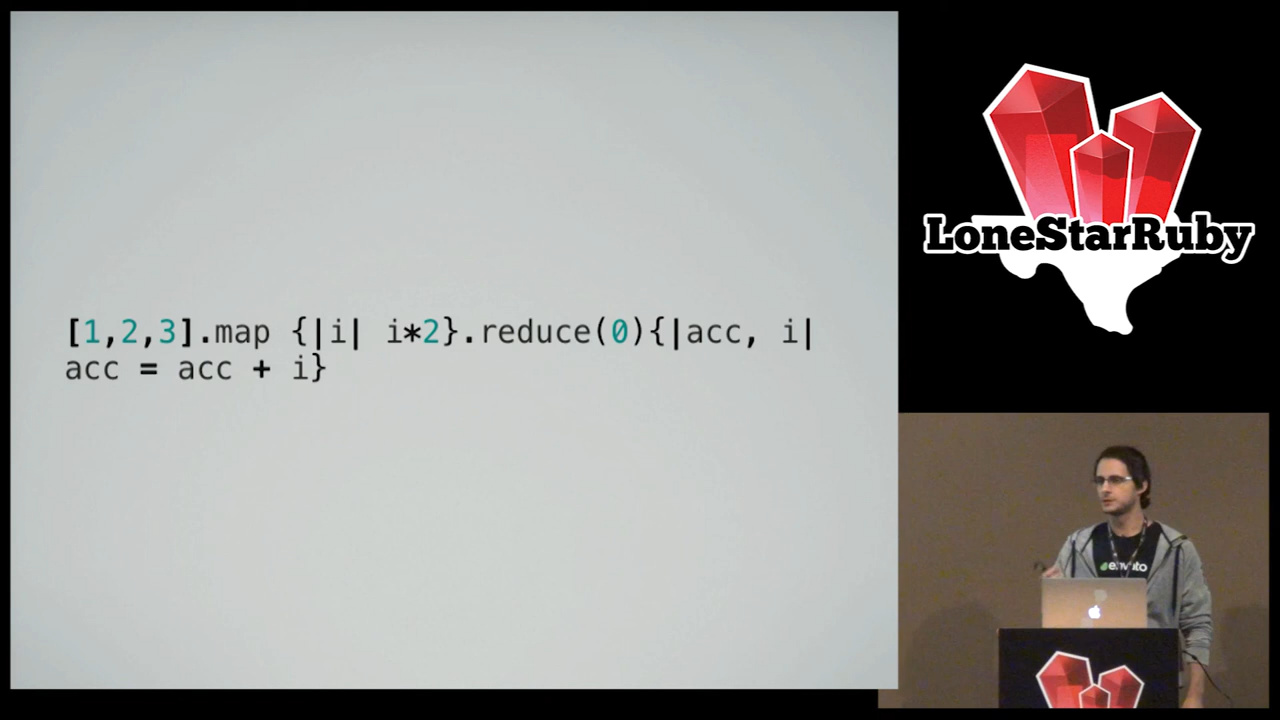 [1,2,3].map {|i| i*2}.reduce(0){|acc, i|
acc = acc + i}
LoneStarRuby
envato